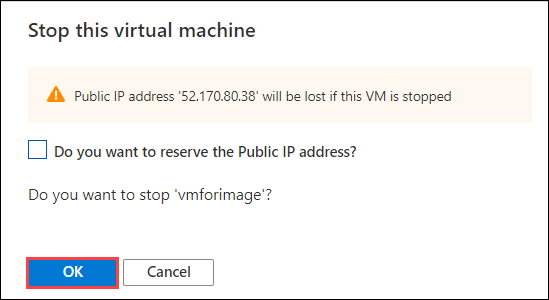 Stop this virtual machine
Public IP address '52.170.80.38' will be lost if this VM is stopped
Do you want to reserve the Public IP address?
Do you want to stop 'vmforimage'?
OK Cancel